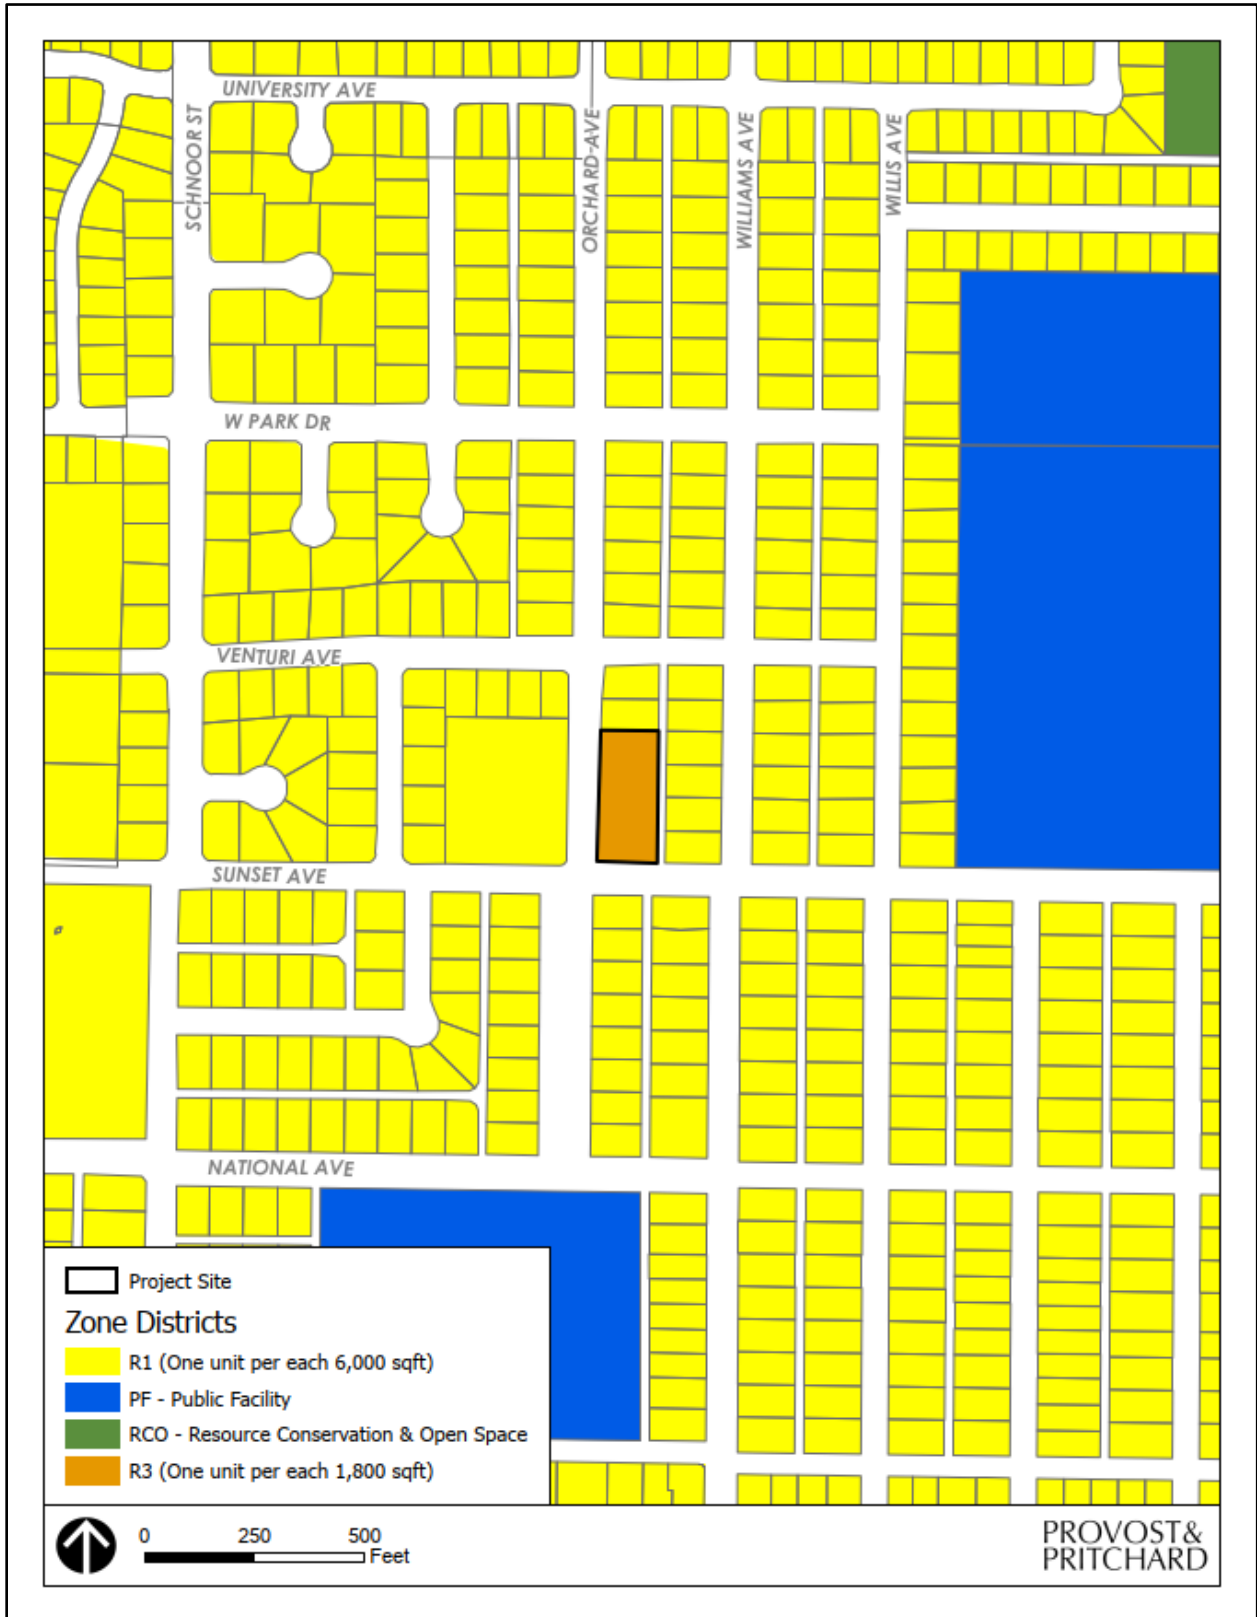 UNIVERSITY AVE
SCHNOOR ST
ORCHARD AVE
WILLIAMS AVE
WILLIS AVE
W PARK DR
VENTURI AVE
SUNSET AVE
NATIONAL AVE
Project Site
Zone Districts
R1 (One unit per each 6,000 sqft)
PF - Public Facility
RCO - Resource Conservation & Open Space
R3 (One unit per each 1,800 sqft)
0 250 500
Feet
PROVOST&
PRITCHARD